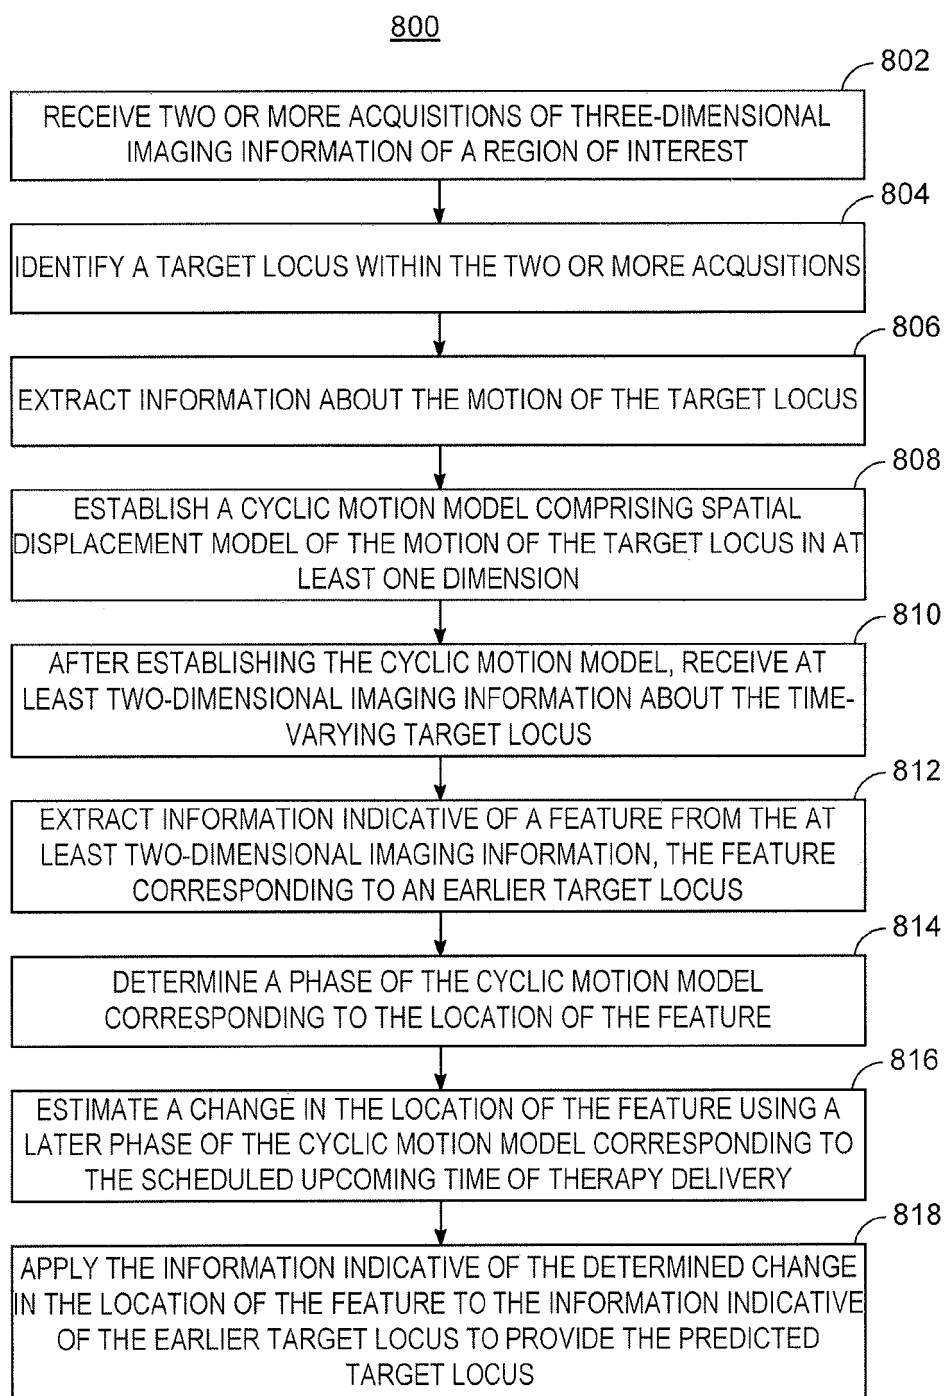 800
802
RECEIVE TWO OR MORE ACQUISITIONS OF THREE-DIMENSIONAL
IMAGING INFORMATION OF A REGION OF INTEREST
804
IDENTIFY A TARGET LOCUS WITHIN THE TWO OR MORE ACQUSITIONS
806
EXTRACT INFORMATION ABOUT THE MOTION OF THE TARGET LOCUS
808
ESTABLISH A CYCLIC MOTION MODEL COMPRISING SPATIAL
DISPLACEMENT MODEL OF THE MOTION OF THE TARGET LOCUS IN AT
LEAST ONE DIMENSION
810
AFTER ESTABLISHING THE CYCLIC MOTION MODEL, RECEIVE AT
LEAST TWO-DIMENSIONAL IMAGING INFORMATION ABOUT THE TIME-
VARYING TARGET LOCUS
812
EXTRACT INFORMATION INDICATIVE OF A FEATURE FROM THE AT
LEAST TWO-DIMENSIONAL IMAGING INFORMATION, THE FEATURE
CORRESPONDING TO AN EARLIER TARGET LOCUS
814
DETERMINE A PHASE OF THE CYCLIC MOTION MODEL
CORRESPONDING TO THE LOCATION OF THE FEATURE
816
ESTIMATE A CHANGE IN THE LOCATION OF THE FEATURE USING A
LATER PHASE OF THE CYCLIC MOTION MODEL CORRESPONDING TO
THE SCHEDULED UPCOMING TIME OF THERAPY DELIVERY
818
APPLY THE INFORMATION INDICATIVE OF THE DETERMINED CHANGE
IN THE LOCATION OF THE FEATURE TO THE INFORMATION INDICATIVE
OF THE EARLIER TARGET LOCUS TO PROVIDE THE PREDICTED
TARGET LOCUS